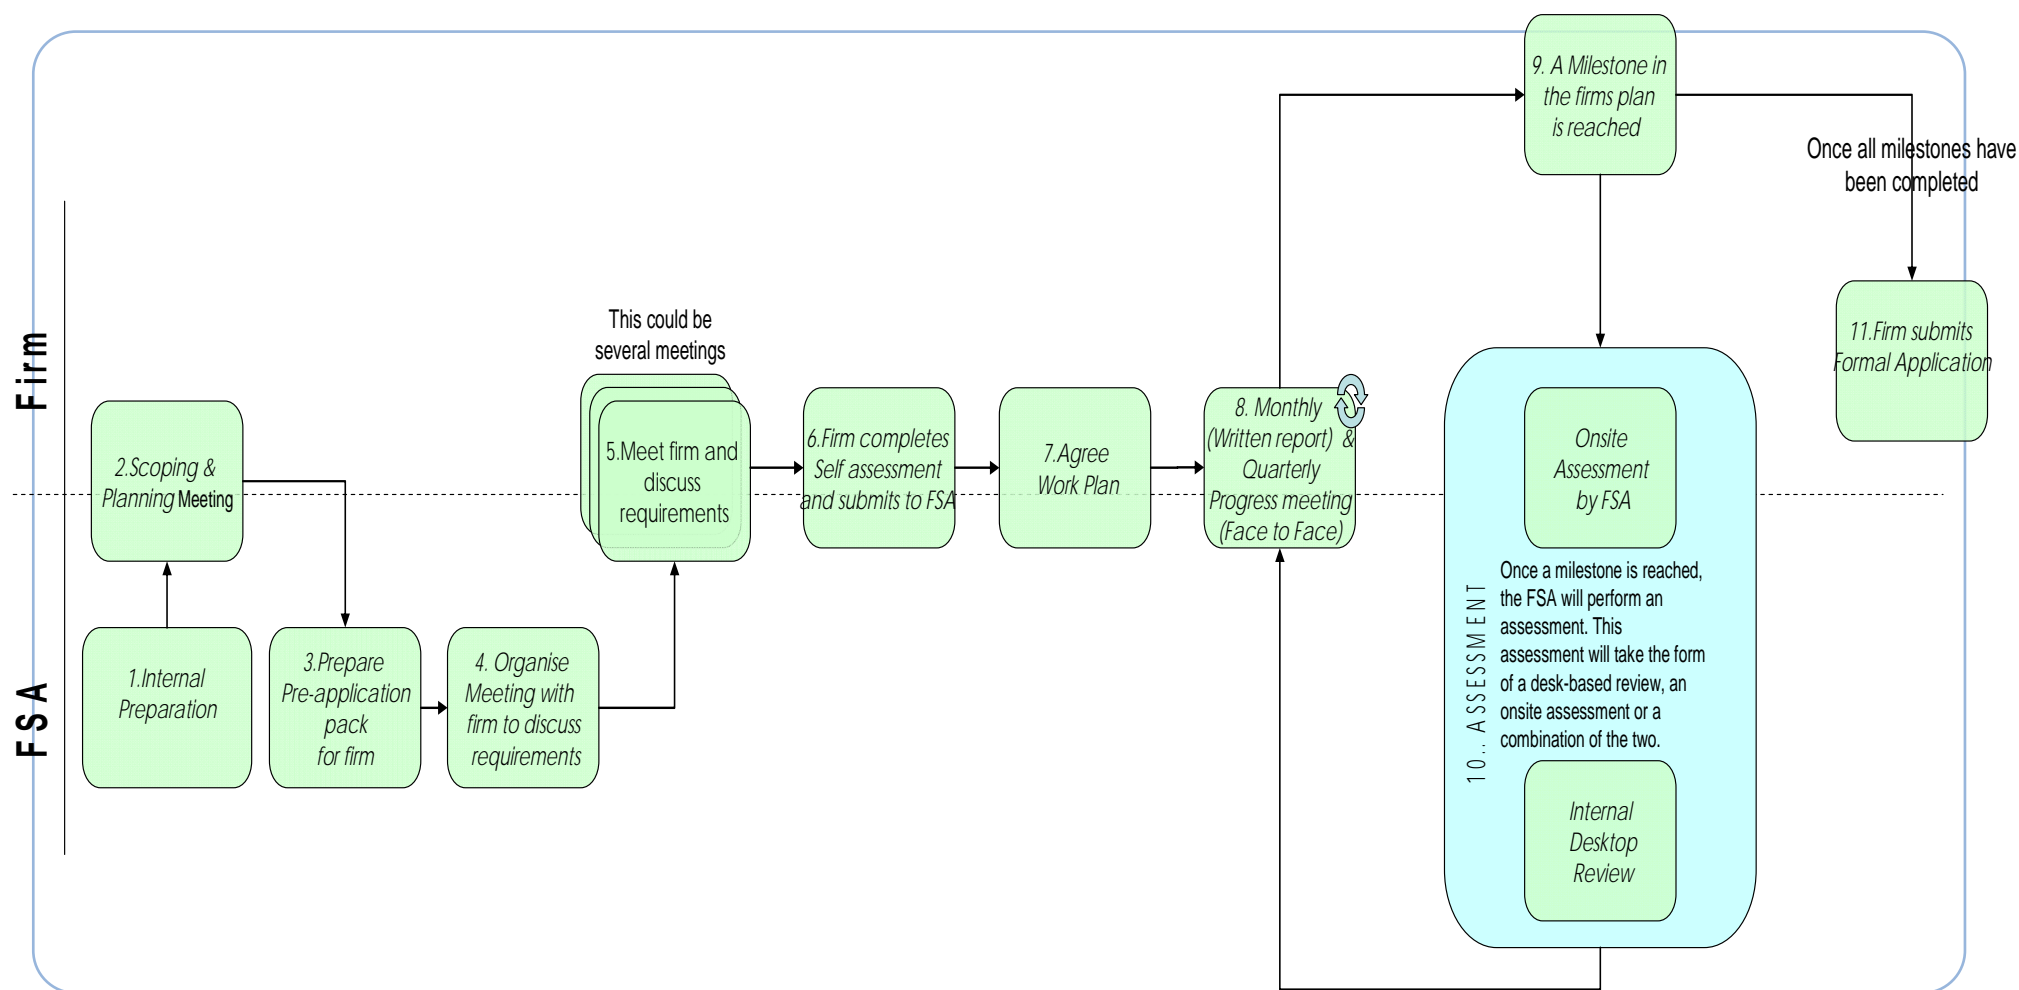 9. A Milestone in
the firms plan
is reached
Once all milestones have
been completed
Firm
This could be
several meetings
11.Firm submits
Formal Application
2.Scoping &
Planning Meeting
5.Meet firm and
discuss
requirements
6.Firm completes
Self assessment
and submits to FSA
7.Agree
Work Plan
8. Monthly
(Written report) &
Quarterly
Progress meeting
(Face to Face)
Onsite
Assessment
by FSA
FSA
1.Internal
Preparation
3.Prepare
Pre-application
pack
for firm
4. Organise
Meeting with
firm to discuss
requirements
10.. ASSESSMENT
Once a milestone is reached,
the FSA will perform an
assessment. This
assessment will take the form
of a desk-based review, an
onsite assessment or a
combination of the two.
Internal
Desktop
Review